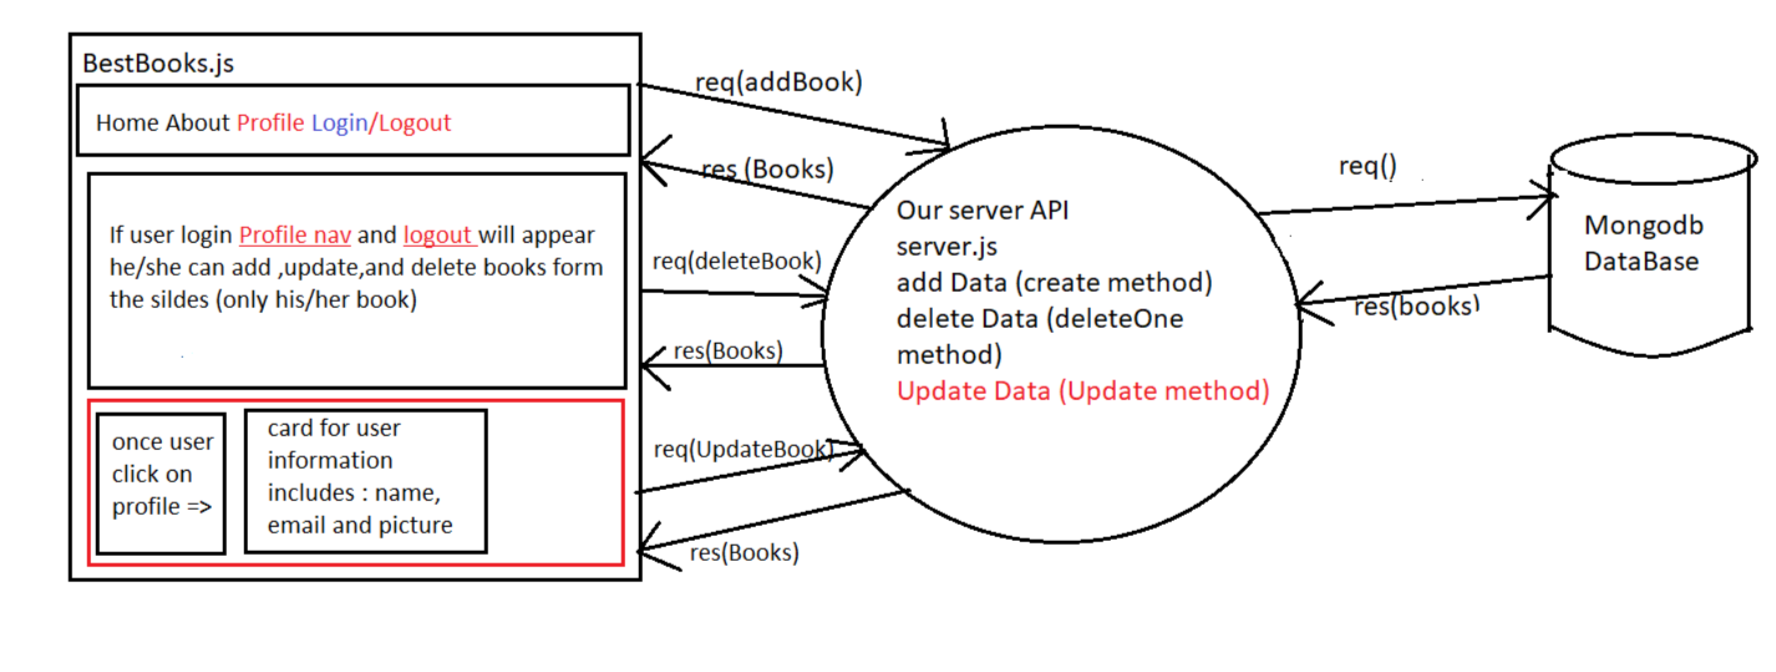 BestBooks.js
Home About Profile Login/Logout
If user login Profile nav and logout will appear
he/she can add ,update,and delete books form
the sildes (only his/her book)
once user
click on
profile =>
card for user
information
includes : name,
email and picture
req(addBook)
res (Books)
req(deleteBook)
res(Books)
req(UpdateBook)
res(Books)
Our server API
server.js
add Data (create method)
delete Data (deleteOne
method)
Update Data (Update method)
req()
res(books)
Mongodb
DataBase